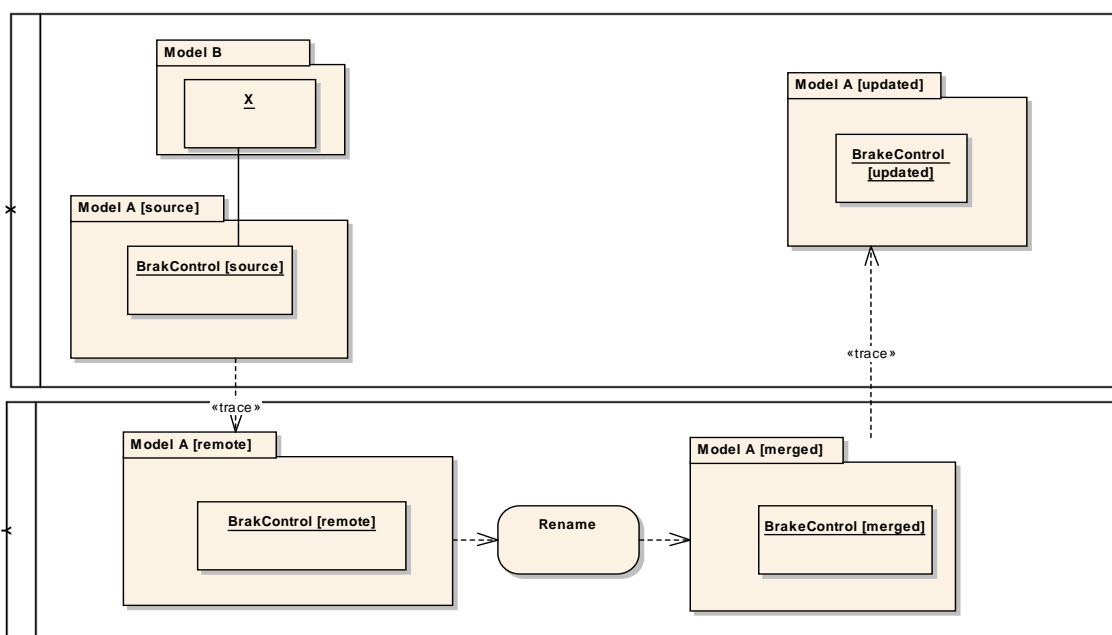 Model B
X
Model A [updated]
BrakeControl
[updated]
Model A [source]
BrakControl [source]
X
«trace»
«trace»
Model A [remote]
BrakControl [remote]
Rename
Model A [merged]
BrakeControl [merged]
Y